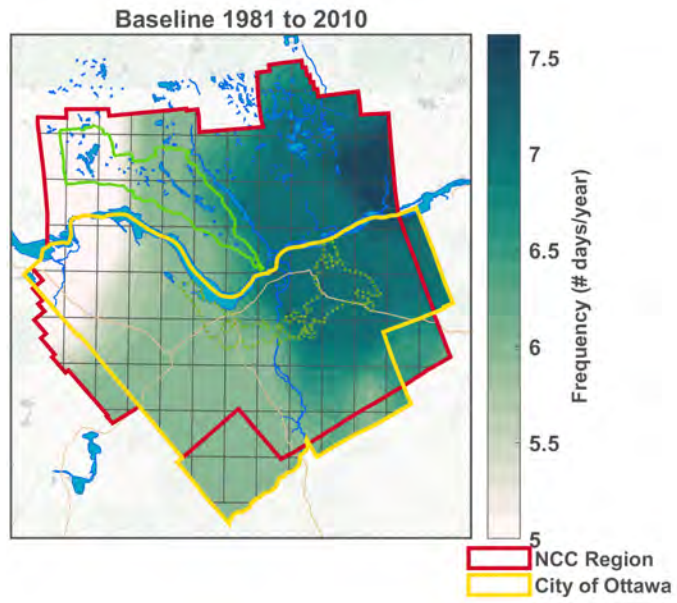 Baseline 1981 to 2010
7.5
7
6.5
6
5.5
5
Frequency (# days/year)
NCC Region
City of Ottawa